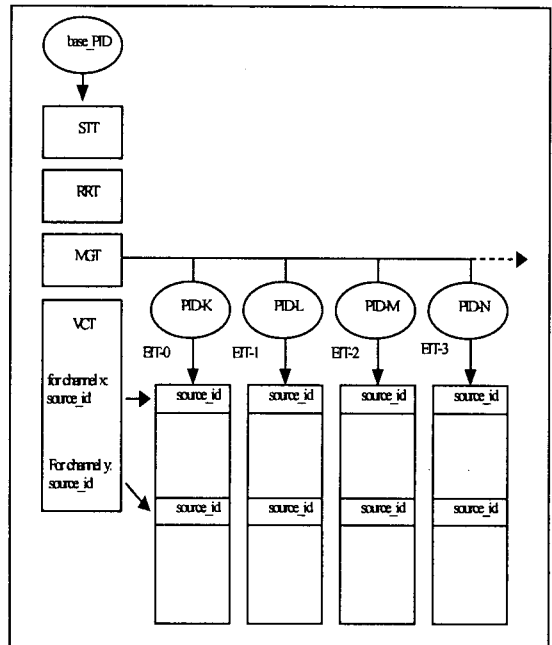 base_PID
STT
RRT
MGT
PID-K PID-L PID-M PID-N
VCT
EIT-0 EIT-1 EIT-2 EIT-3
for channel x:
source_id
source_id source_id source_id source_id
For channel y:
source_id
source_id source_id source_id source_id